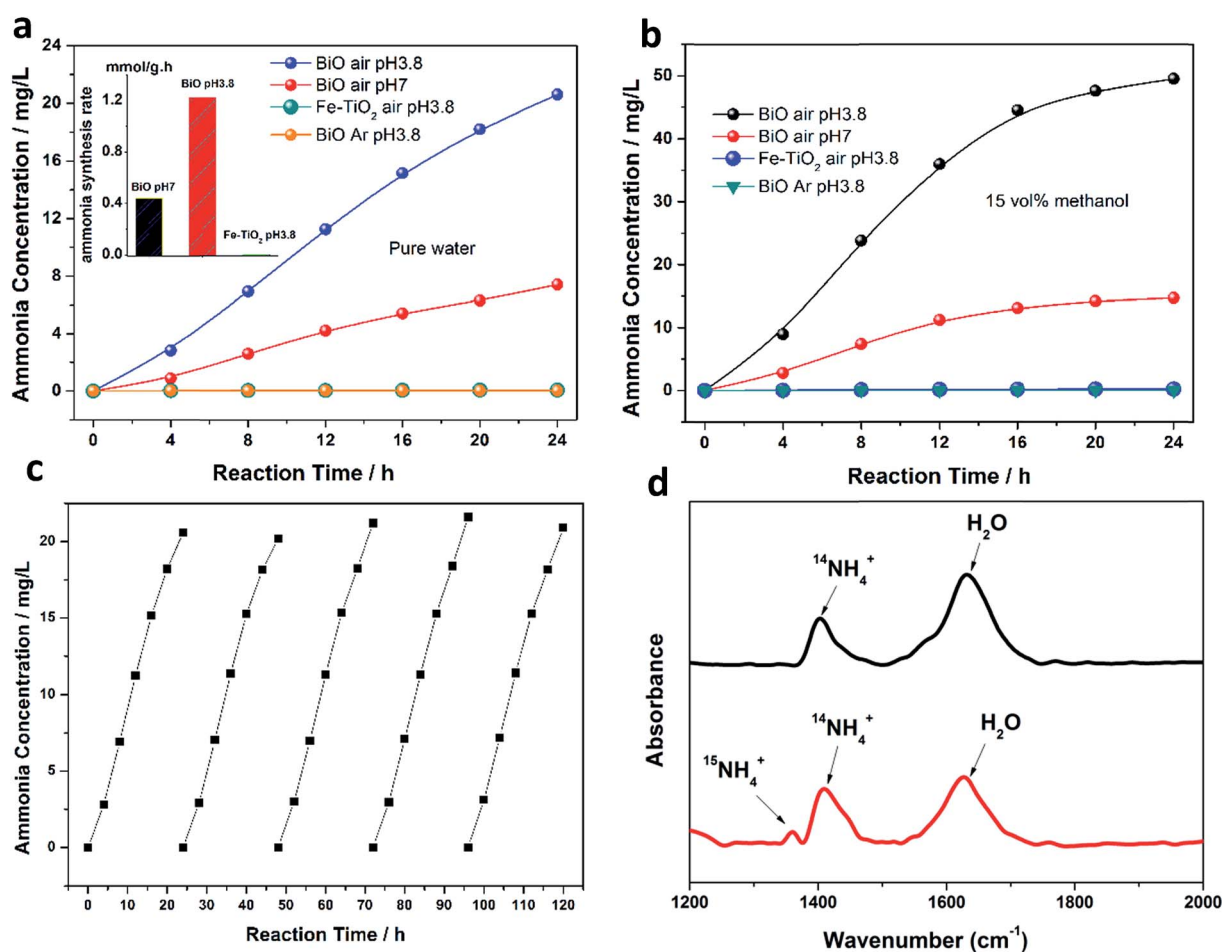 a
Ammonia Concentration / mg/L
24
20
16
12
8
4
0
0 4 8 12 16 20 24
Reaction Time / h
BiO air pH3.8
BiO air pH7
Fe-TiO2 air pH3.8
BiO Ar pH3.8
Pure water
mmol/g.h
ammonia synthesis rate
1.2
0.8
0.4
0.0
BiO pH3.8
BiO pH7
Fe-TiO2 pH3.8
b
Ammonia Concentration / mg/L
50
40
30
20
10
0
0 4 8 12 16 20 24
Reaction Time / h
BiO air pH3.8
BiO air pH7
Fe-TiO2 air pH3.8
BiO Ar pH3.8
15 vol% methanol
c
Ammonia Concentration / mg/L
20
15
10
5
0
0 10 20 30 40 50 60 70 80 90 100 110 120
Reaction Time / h
d
Absorbance
14NH4+
H2O
15NH4+
14NH4+
H2O
1200 1400 1600 1800 2000
Wavenumber (cm-1)